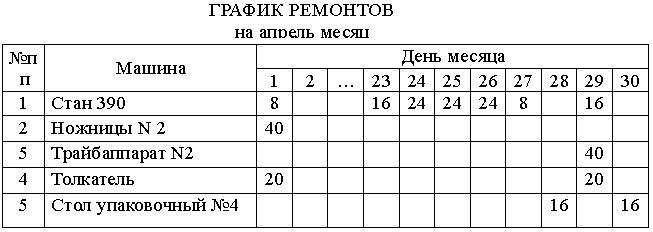 ГРАФИК РЕМОНТОВ
на апрель месяц
№п п Машина День месяца
1 2 … 23 24 25 26 27 28 29 30
1 Стан 390 8 16 24 24 24 8 16
2 Ножницы N 2 40
5 Трайбаппарат N2 40
4 Толкатель 20 20
5 Стол упаковочный №4 16 16